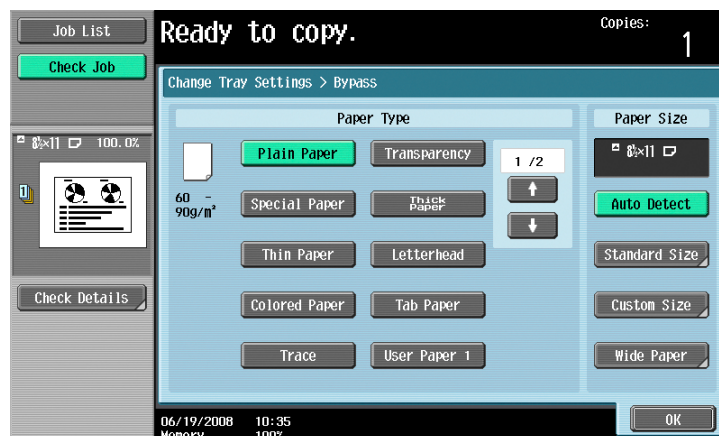 Job List
Check Job
8½×11 100.0%
1
Check Details
Ready to copy.
Copies:
1
Change Tray Settings > Bypass
Paper Type
60 -
90g/m²
Plain Paper
Transparency
Special Paper
Thick
Paper
Thin Paper
Letterhead
Colored Paper
Tab Paper
Trace
User Paper 1
1 /2
Paper Size
8½×11
Auto Detect
Standard Size
Custom Size
Wide Paper
06/19/2008 10:35
Memory 100%
OK